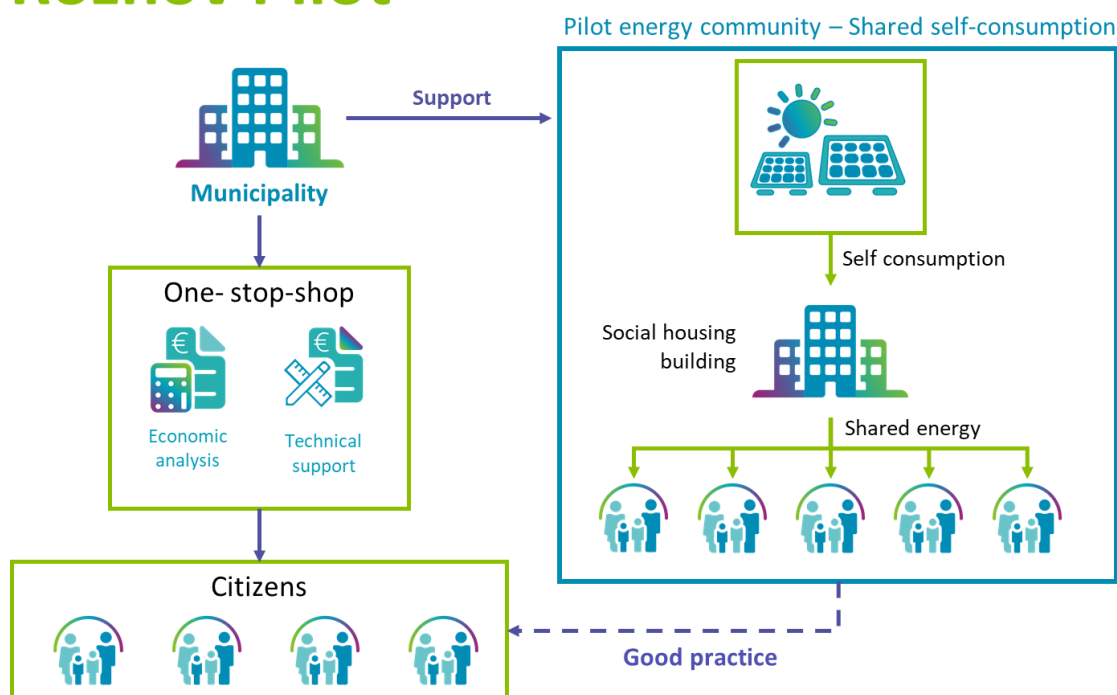 Pilot
Pilot energy community – Shared self-consumption
Support
Municipality
One- stop-shop
€
€
Economic
analysis
Technical
support
Self consumption
Social housing
building
Shared energy
Citizens
Good practice